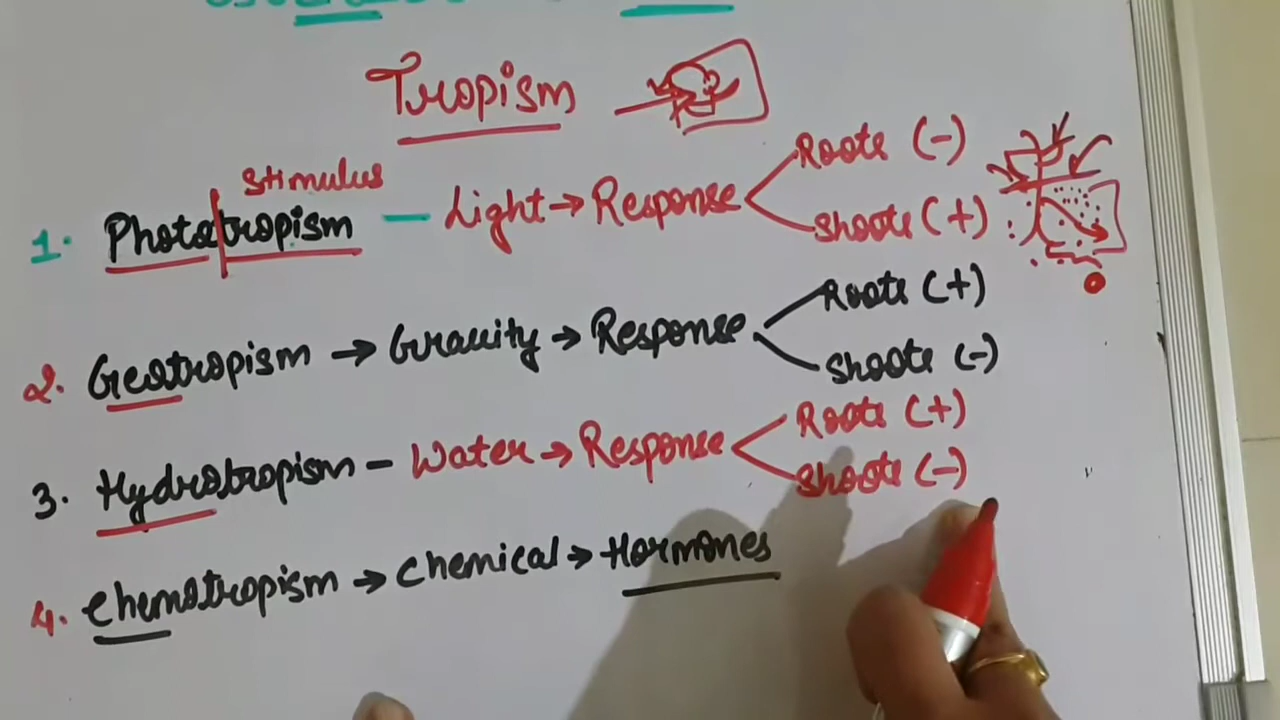 Tropism
Stimulus
Roots (-)
1. Phototropism - Light → Response
Shoots (+)
Roots (+)
2. Geotropism → Gravity → Response
Shoots (-)
Roots (+)
3. Hydrotropism - Water → Response
Shoots (-)
4. Chemotropism → Chemical → Hormones